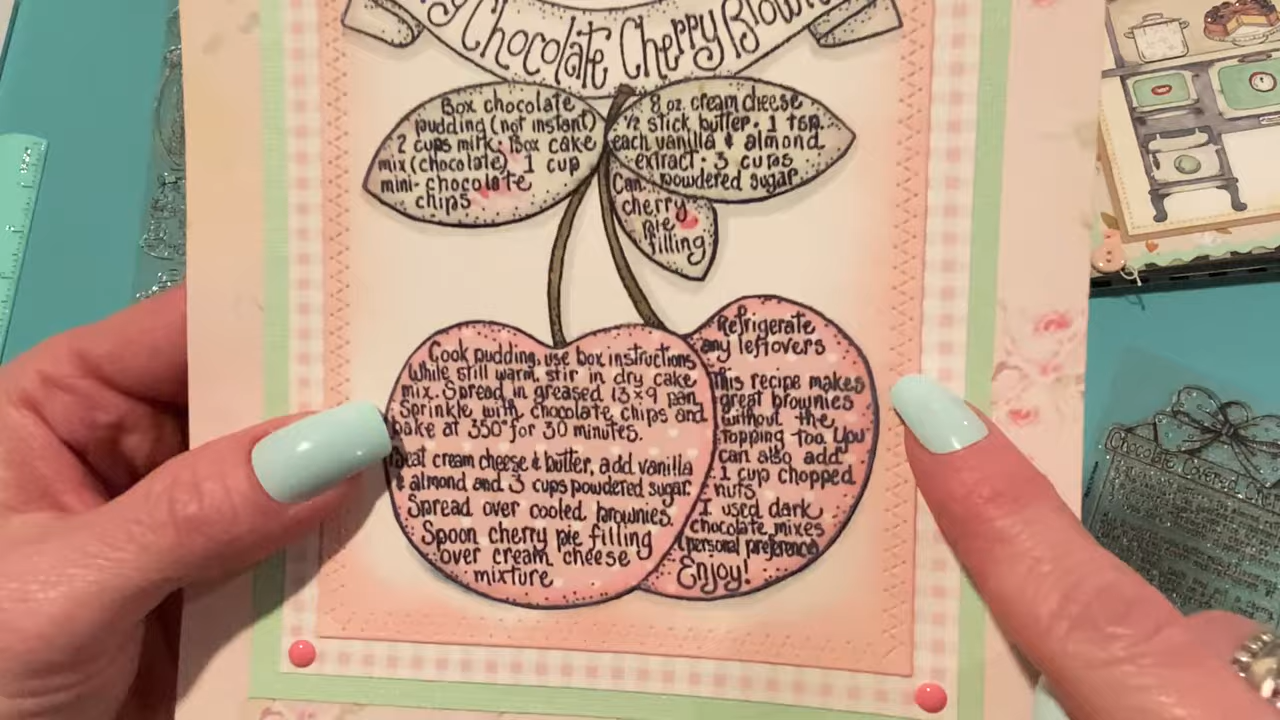 Chocolate Cherry Brown
Box chocolate
pudding (not instant)
2 cups milk. Box cake
mix (chocolate) 1 cup
mini-chocolate
chips
8 oz. cream cheese
1/2 stick butter. 1 tsp.
each vanilla & almond
extract. 3 cups
powdered sugar
Can
cherry
pie
filling
Cook pudding, use box instructions
While still warm, stir in dry cake
mix. Spread in greased 13x9 pan
Sprinkle with chocolate chips and
bake at 350° for 30 minutes.
Beat cream cheese & butter, add vanilla
& almond and 3 cups powdered sugar.
Spread over cooled brownies.
Spoon cherry pie filling
over cream cheese
mixture
Refrigerate
any leftovers
This recipe makes
great brownies
without the
topping too. You
can also add
1 cup chopped
nuts
I used dark
chocolate mixes
(personal preference)
Enjoy!
Chocolate Covered Che